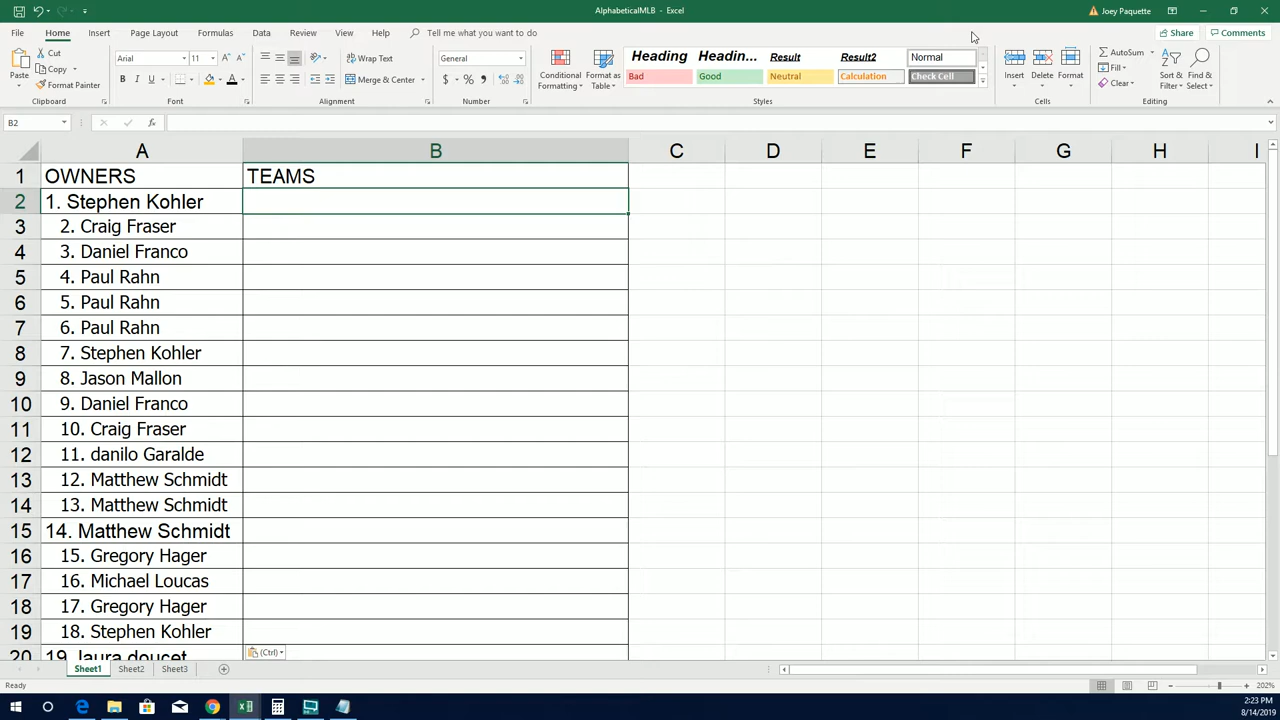 AlphabeticalMLB - Excel
Joey Paquette
File Home Insert Page Layout Formulas Data Review View Help Tell me what you want to do
Share Comments
Paste Cut Copy Format Painter Clipboard
Arial 11 B I U Font
Wrap Text Merge & Center Alignment
General $ % Number
Conditional Formatting Format as Table
Heading Headin... Result Result2 Normal
Bad Good Neutral Calculation Check Cell
Styles
Insert Delete Format Cells
AutoSum Fill Clear Sort & Filter Find & Select Editing
B2 fx
A B C D E F G H I
1 OWNERS TEAMS
2 1. Stephen Kohler
3 2. Craig Fraser
4 3. Daniel Franco
5 4. Paul Rahn
6 5. Paul Rahn
7 6. Paul Rahn
8 7. Stephen Kohler
9 8. Jason Mallon
10 9. Daniel Franco
11 10. Craig Fraser
12 11. danilo Garalde
13 12. Matthew Schmidt
14 13. Matthew Schmidt
15 14. Matthew Schmidt
16 15. Gregory Hager
17 16. Michael Loucas
18 17. Gregory Hager
19 18. Stephen Kohler
20 19. laura doucet
(Ctrl)
Sheet1 Sheet2 Sheet3
Ready 202%
2:23 PM
8/14/2019